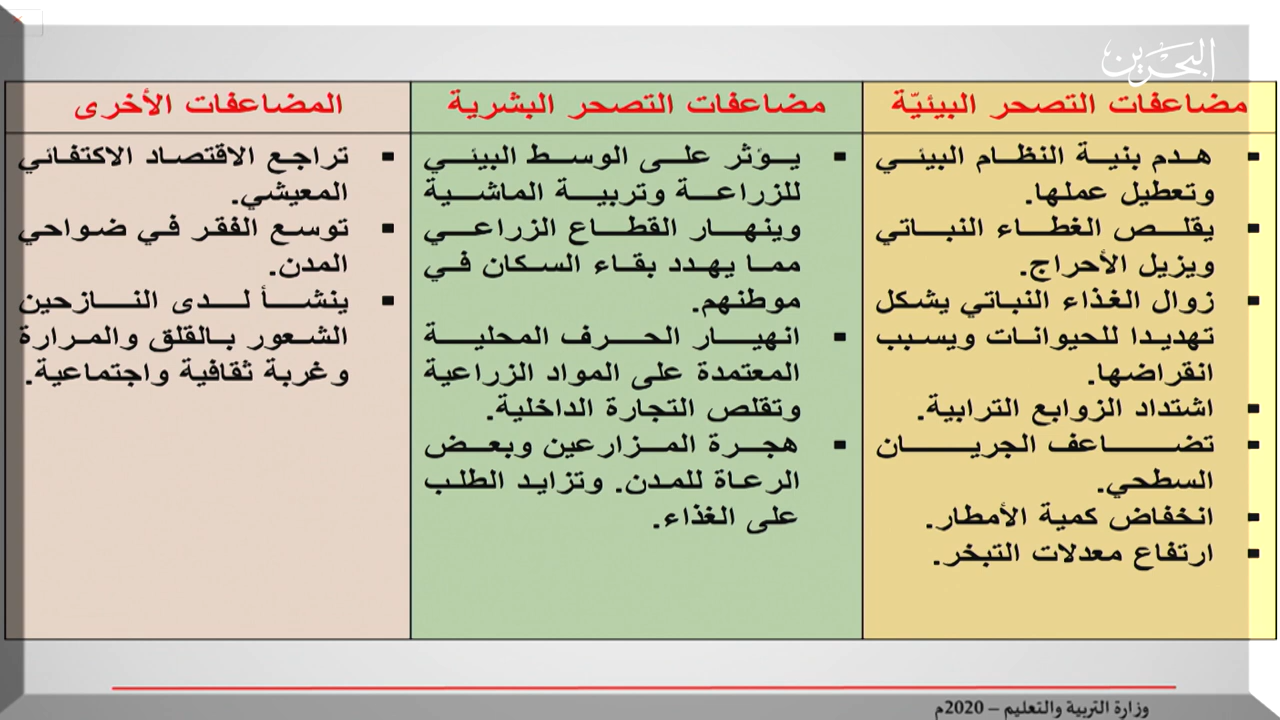 البحرين
مضاعفات التصحر البيئيّة
هدم بنية النظام البيئي
وتعطيل عملها.
يقلص الغطاء النباتي
ويزيل الأحراج.
زوال الغذاء النباتي يشكل
تهديدا للحيوانات ويسبب
انقراضها.
اشتداد الزوابع الترابية.
تضاعف الجريان
السطحي.
انخفاض كمية الأمطار.
ارتفاع معدلات التبخر.
مضاعفات التصحر البشرية
يؤثر على الوسط البيئي
للزراعة وتربية الماشية
وينهار القطاع الزراعي
مما يهدد بقاء السكان في
موطنهم.
انهيار الحرف المحلية
المعتمدة على المواد الزراعية
وتقلص التجارة الداخلية.
هجرة المزارعين وبعض
الرعاة للمدن. وتزايد الطلب
على الغذاء.
المضاعفات الأخرى
تراجع الاقتصاد الاكتفائي
المعيشي.
توسع الفقر في ضواحي
المدن.
ينشأ لدى النازحين
الشعور بالقلق والمرارة
وغربة ثقافية واجتماعية.
وزارة التربية والتعليم – 2020م